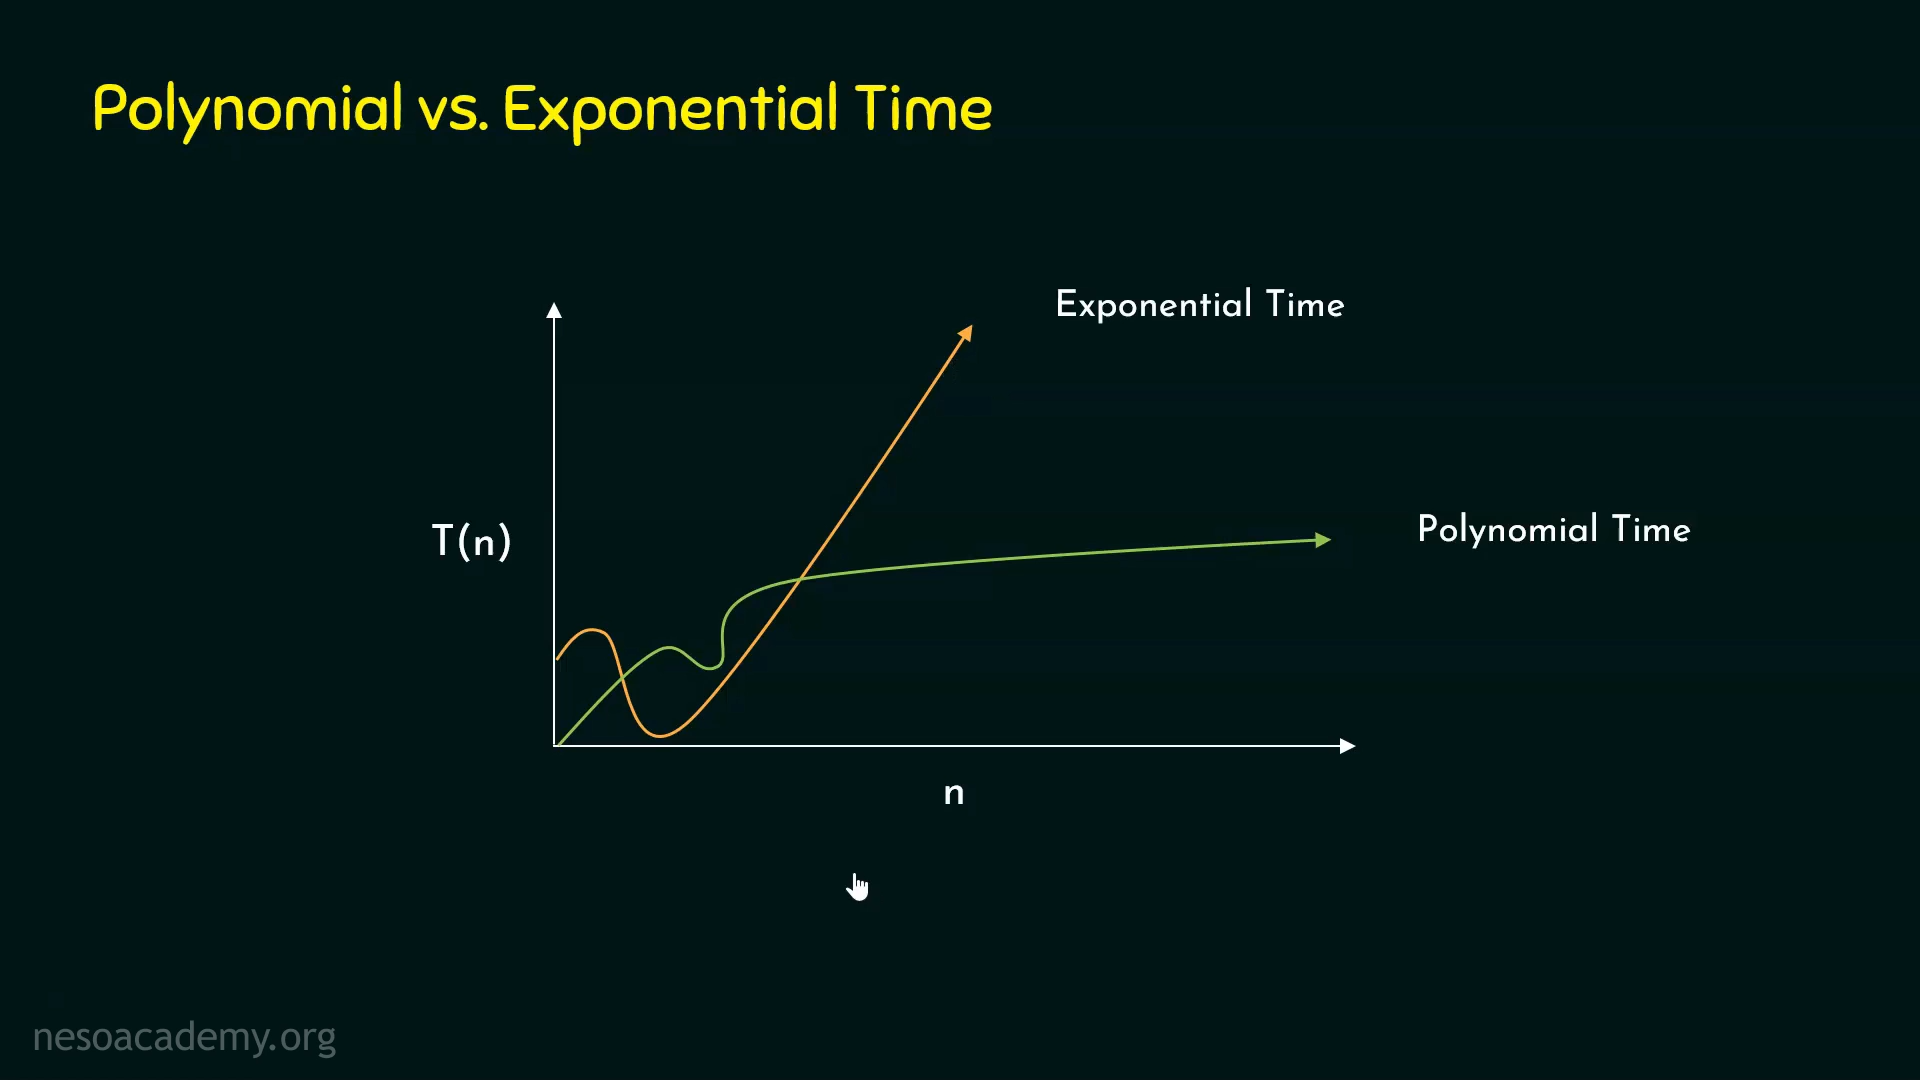 Polynomial vs. Exponential Time
Exponential Time
T(n)
Polynomial Time
n
nesoacademy.org